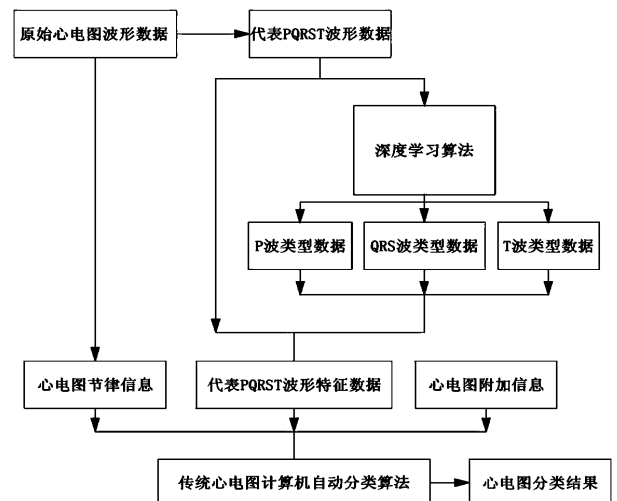 原始心电图波形数据
代表PQRST波形数据
深度学习算法
P波类型数据
QRS波类型数据
T波类型数据
心电图节律信息
代表PQRST波形特征数据
心电图附加信息
传统心电图计算机自动分类算法
心电图分类结果